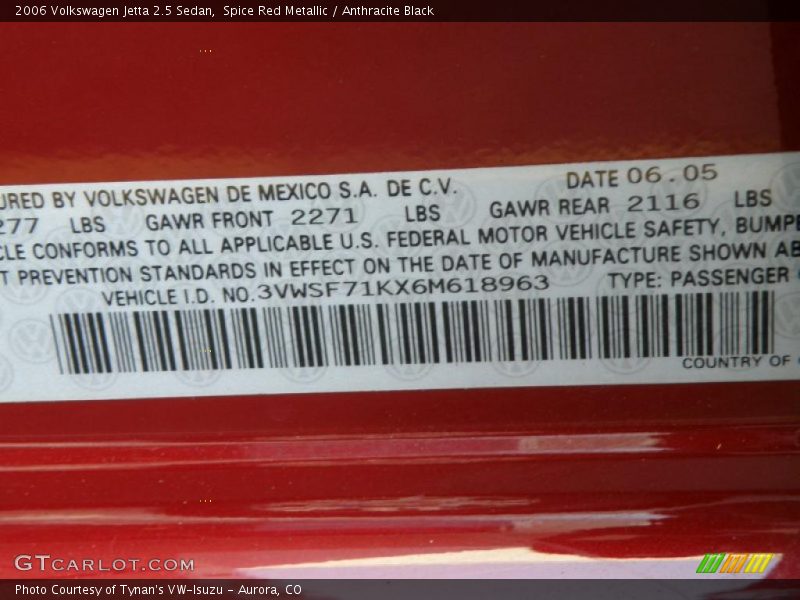 2006 Volkswagen Jetta 2.5 Sedan, Spice Red Metallic / Anthracite Black
URED BY VOLKSWAGEN DE MEXICO S.A. DE C.V. DATE 06.05
277 LBS GAWR FRONT 2271 LBS GAWR REAR 2116 LBS
CLE CONFORMS TO ALL APPLICABLE U.S. FEDERAL MOTOR VEHICLE SAFETY, BUMPE
T PREVENTION STANDARDS IN EFFECT ON THE DATE OF MANUFACTURE SHOWN AB
VEHICLE I.D. NO.3VWSF71KX6M618963 TYPE: PASSENGER
COUNTRY OF
GTCARLOT.COM
Photo Courtesy of Tynan's VW-Isuzu - Aurora, CO